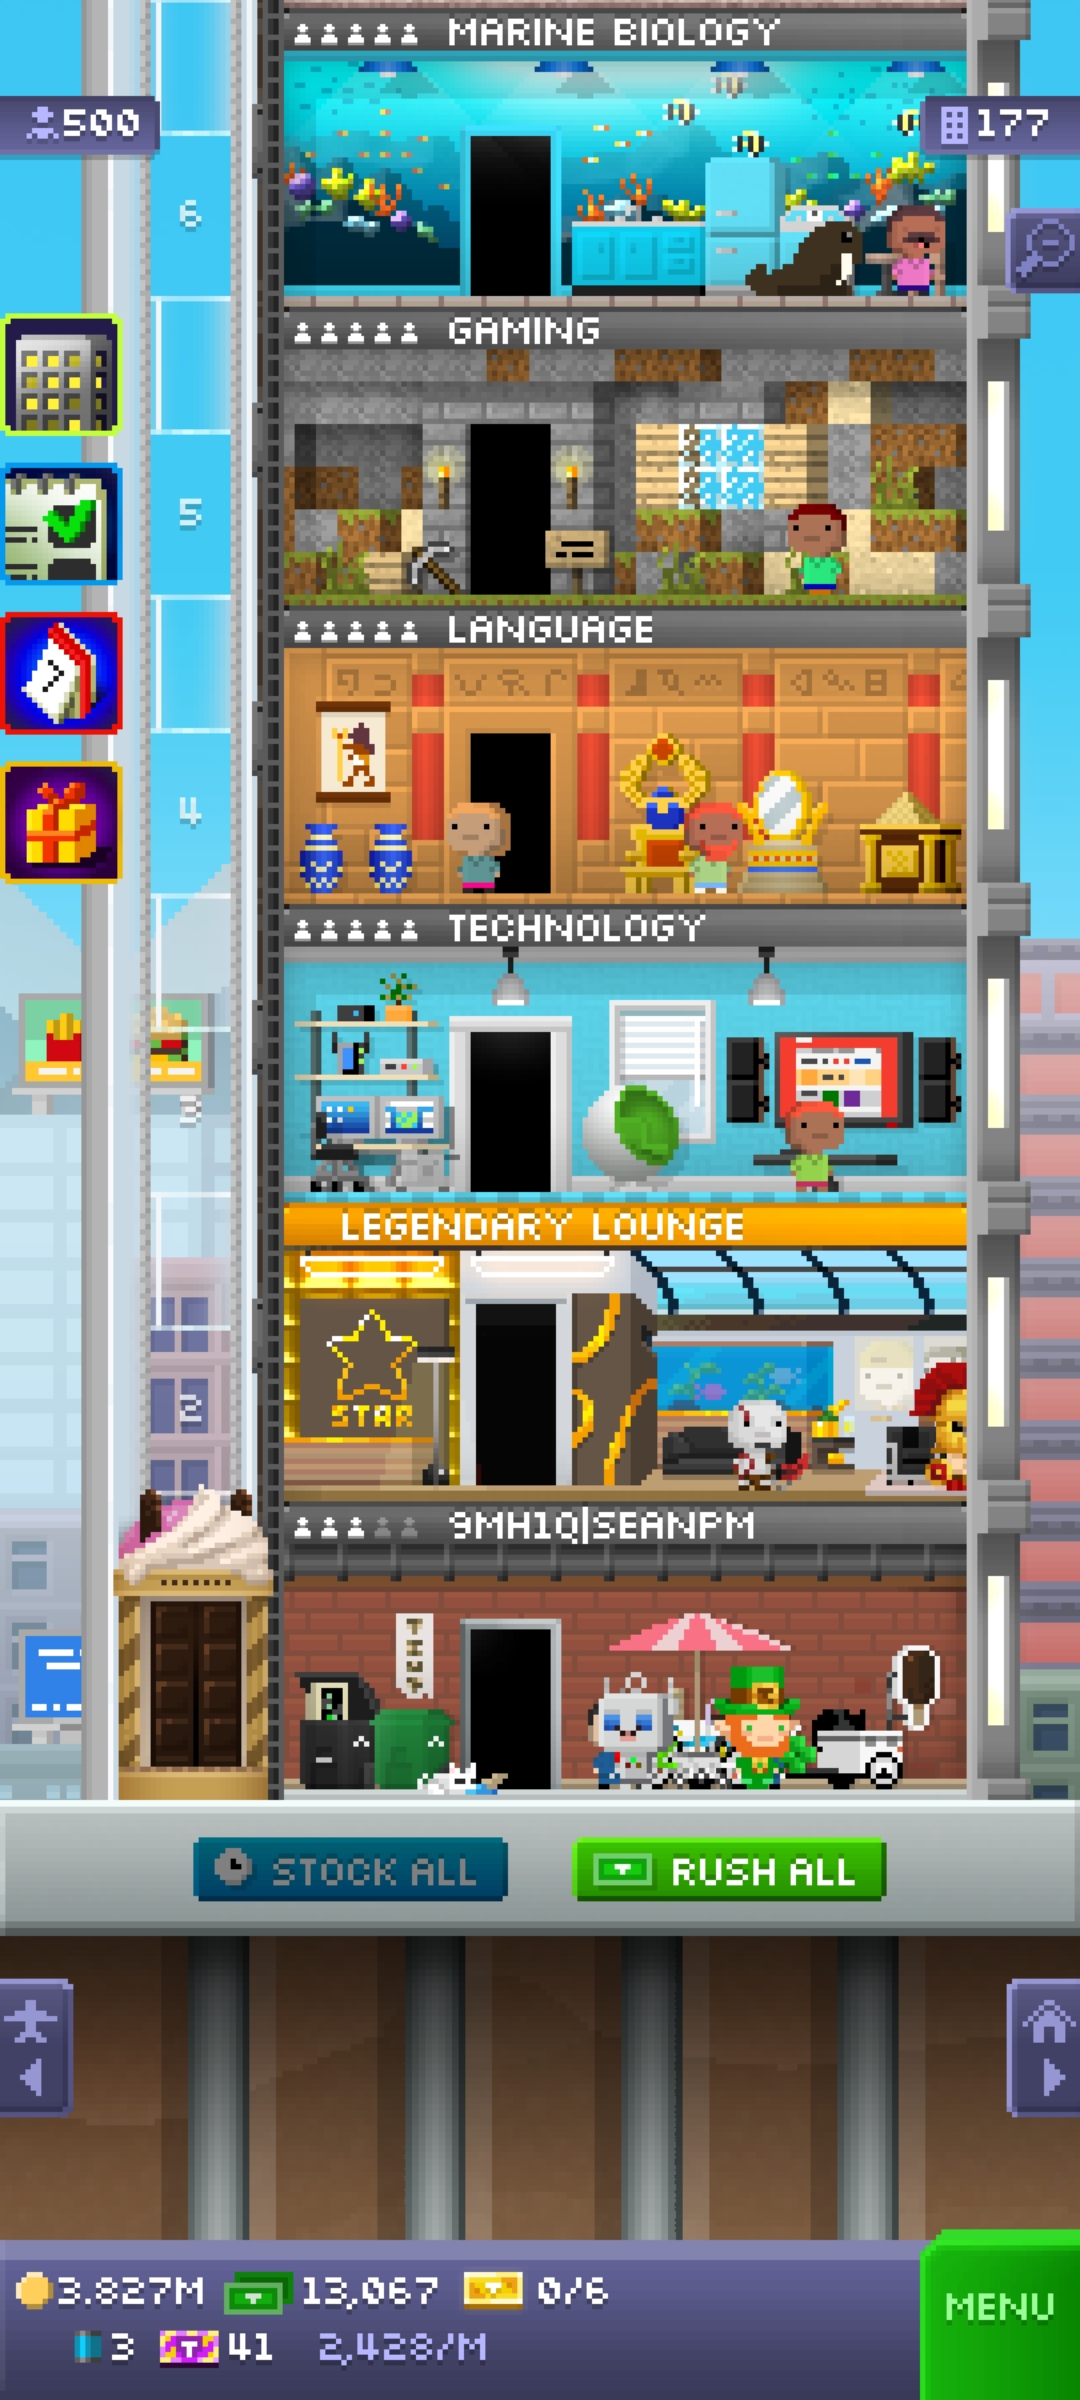 MARINE BIOLOGY
500
177
6
GAMING
5
LANGUAGE
7
4
TECHNOLOGY
3
LEGENDARY LOUNGE
STAR
2
9MH1Q|SEANPM
STOCK ALL
RUSH ALL
3.827M
13,067
0/6
MENU
3
T
41
2,428/M